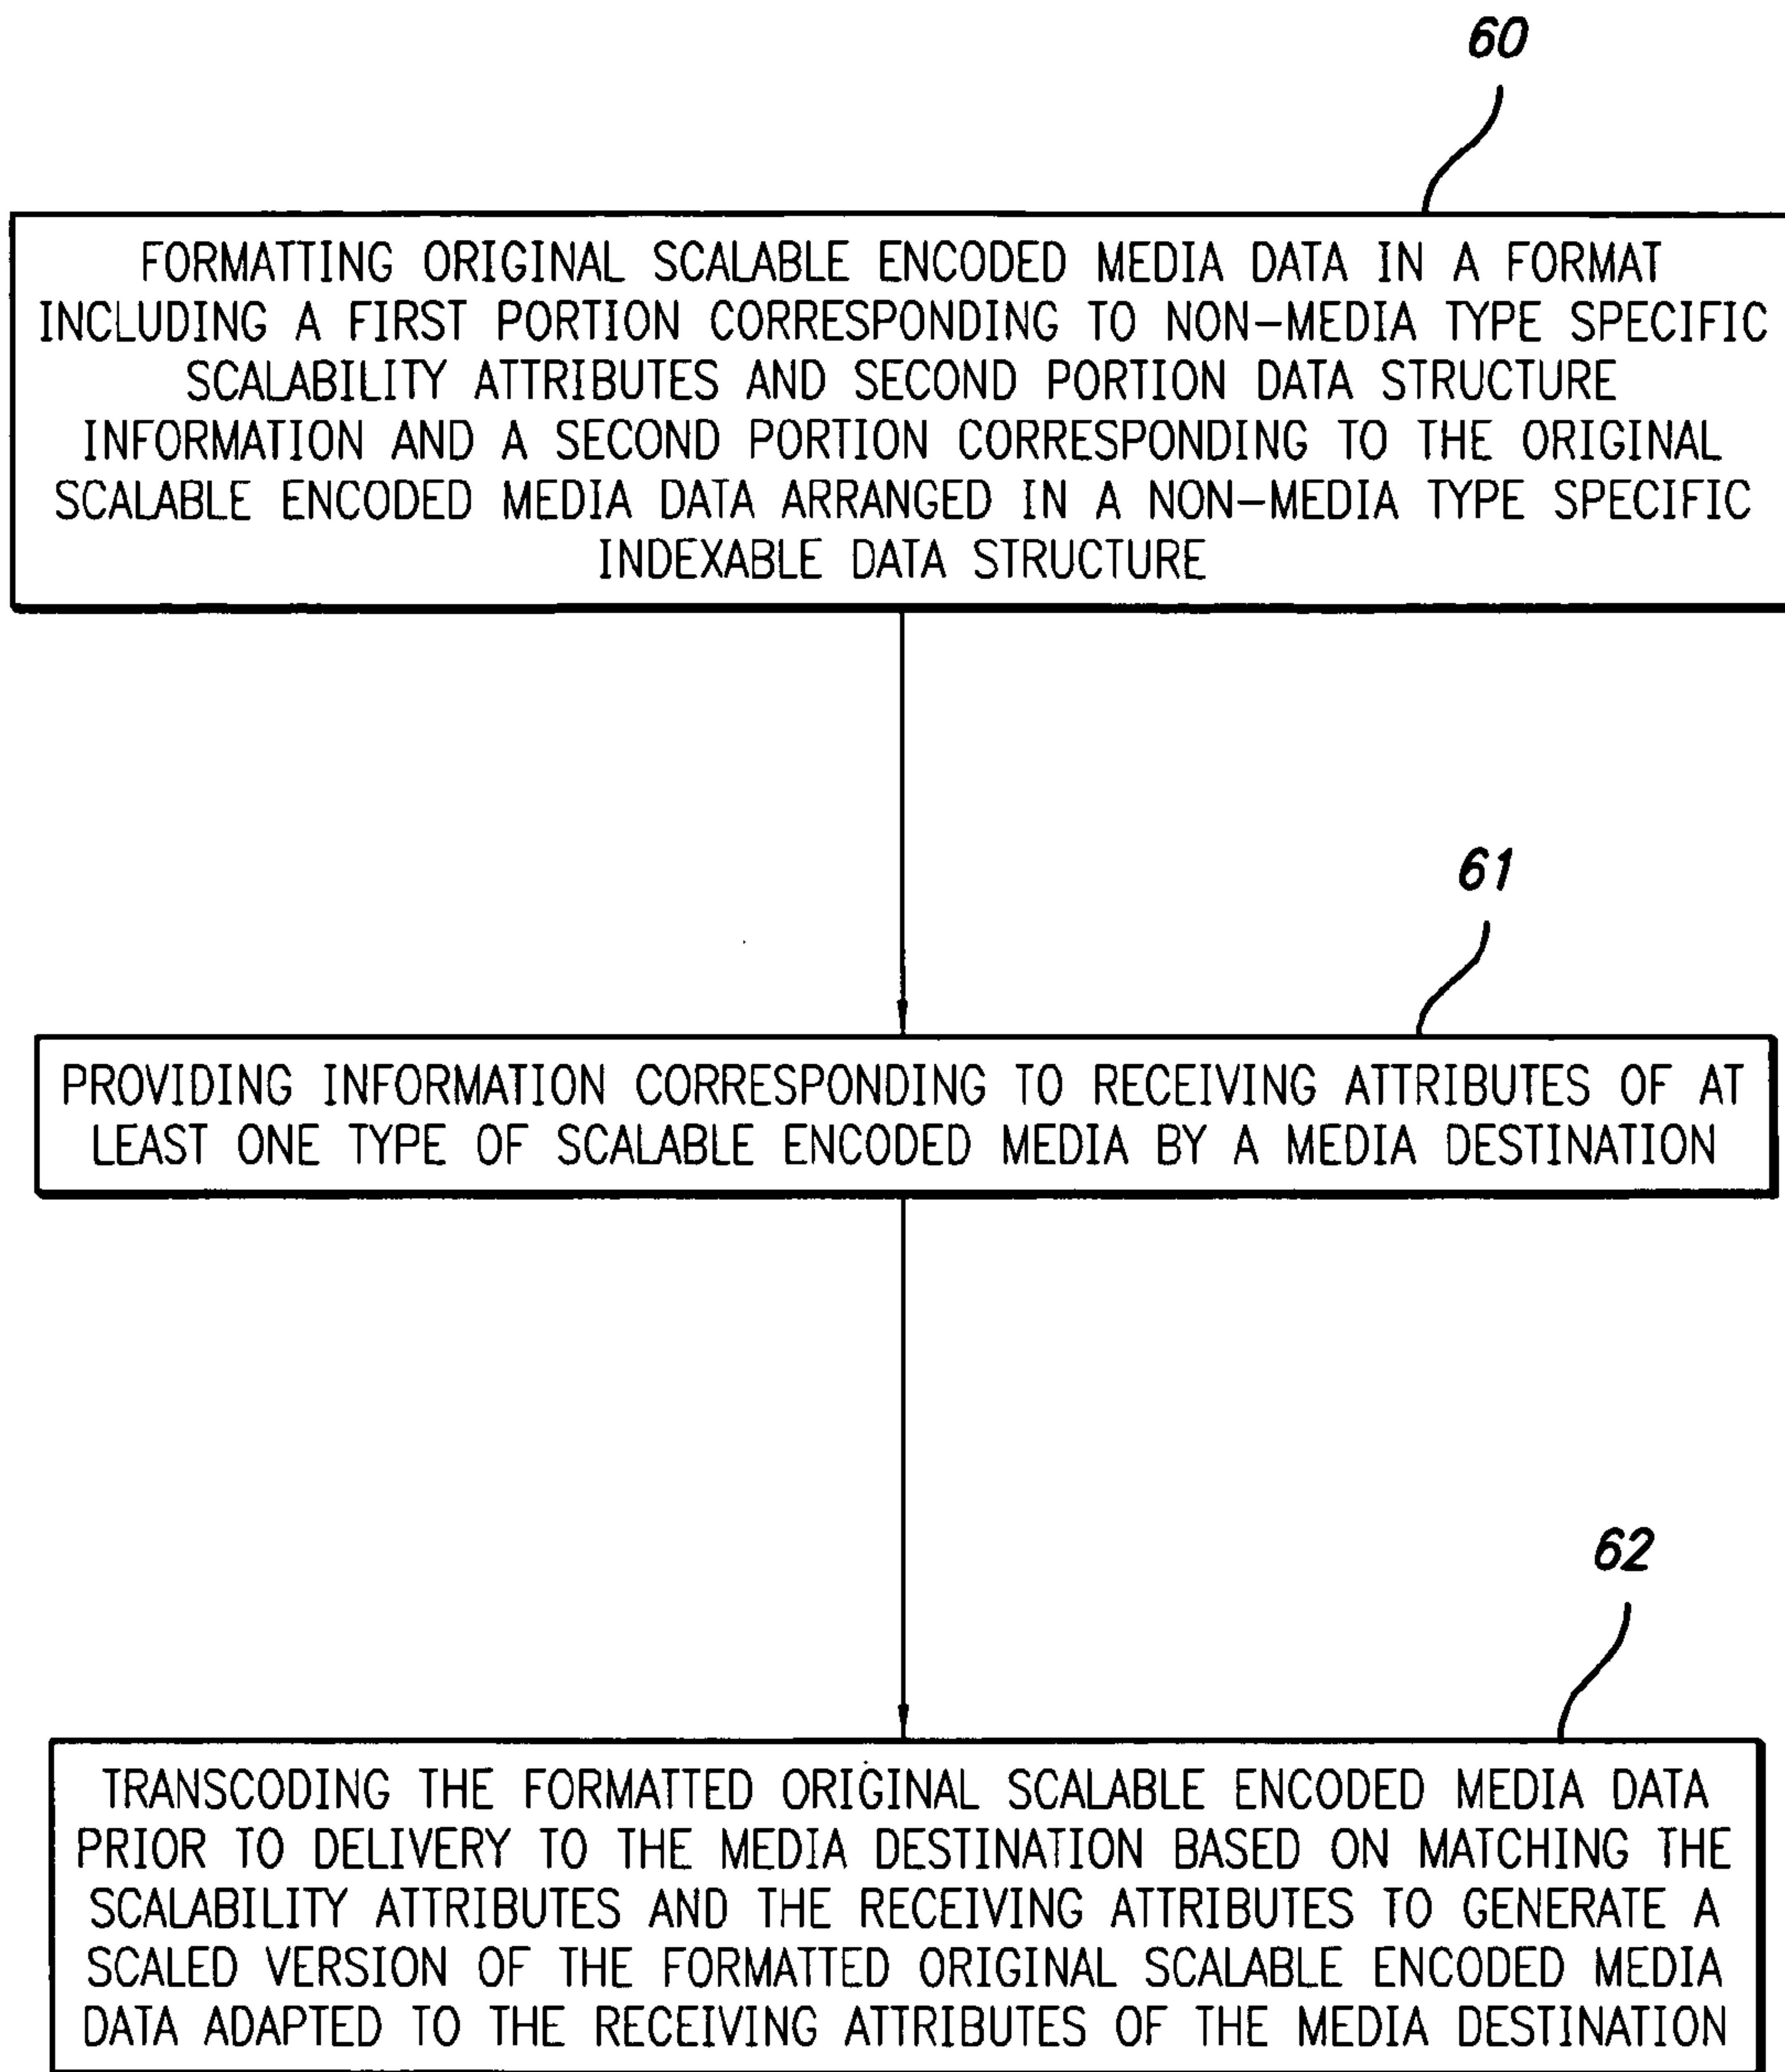 60
FORMATTING ORIGINAL SCALABLE ENCODED MEDIA DATA IN A FORMAT
INCLUDING A FIRST PORTION CORRESPONDING TO NON-MEDIA TYPE SPECIFIC
SCALABILITY ATTRIBUTES AND SECOND PORTION DATA STRUCTURE
INFORMATION AND A SECOND PORTION CORRESPONDING TO THE ORIGINAL
SCALABLE ENCODED MEDIA DATA ARRANGED IN A NON-MEDIA TYPE SPECIFIC
INDEXABLE DATA STRUCTURE
61
PROVIDING INFORMATION CORRESPONDING TO RECEIVING ATTRIBUTES OF AT
LEAST ONE TYPE OF SCALABLE ENCODED MEDIA BY A MEDIA DESTINATION
62
TRANSCODING THE FORMATTED ORIGINAL SCALABLE ENCODED MEDIA DATA
PRIOR TO DELIVERY TO THE MEDIA DESTINATION BASED ON MATCHING THE
SCALABILITY ATTRIBUTES AND THE RECEIVING ATTRIBUTES TO GENERATE A
SCALED VERSION OF THE FORMATTED ORIGINAL SCALABLE ENCODED MEDIA
DATA ADAPTED TO THE RECEIVING ATTRIBUTES OF THE MEDIA DESTINATION